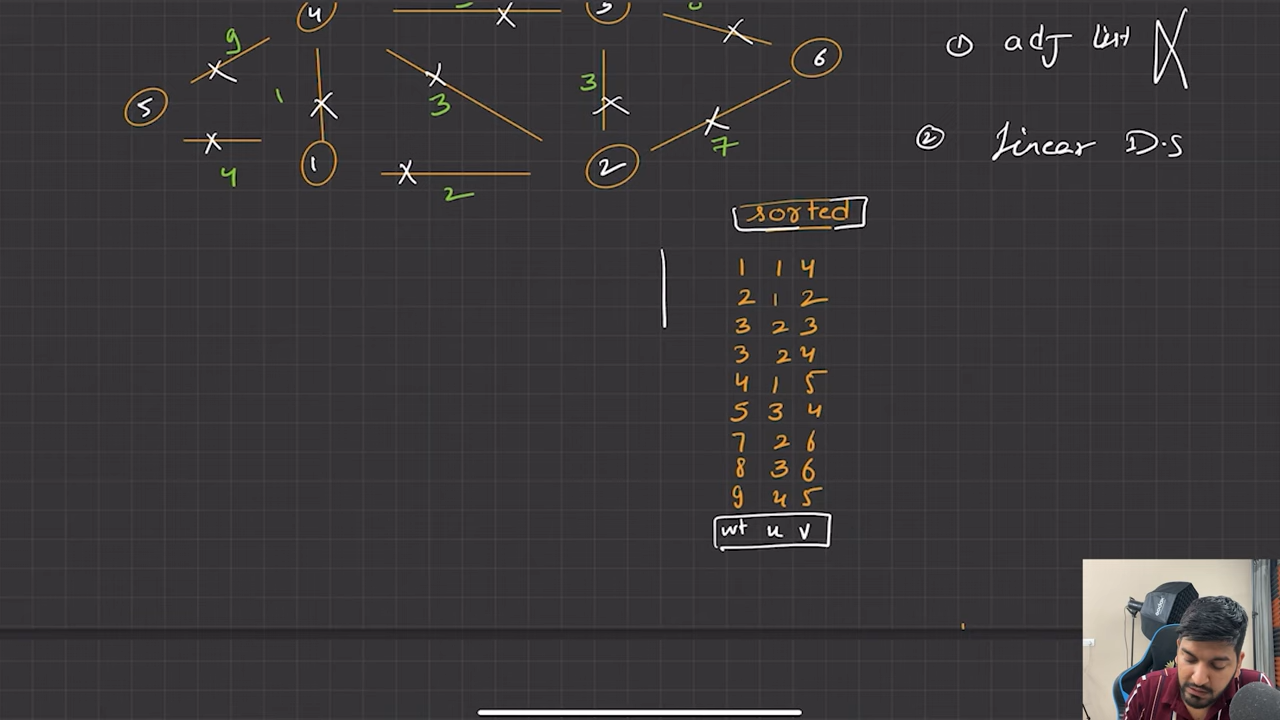 4
3
9
6
① adj list
5
1
3
3
② linear D.S
1
2
7
4
2
sorted
1 1 4
2 1 2
3 2 3
3 2 4
4 1 5
5 3 4
7 2 6
8 3 6
9 4 5
wt u v